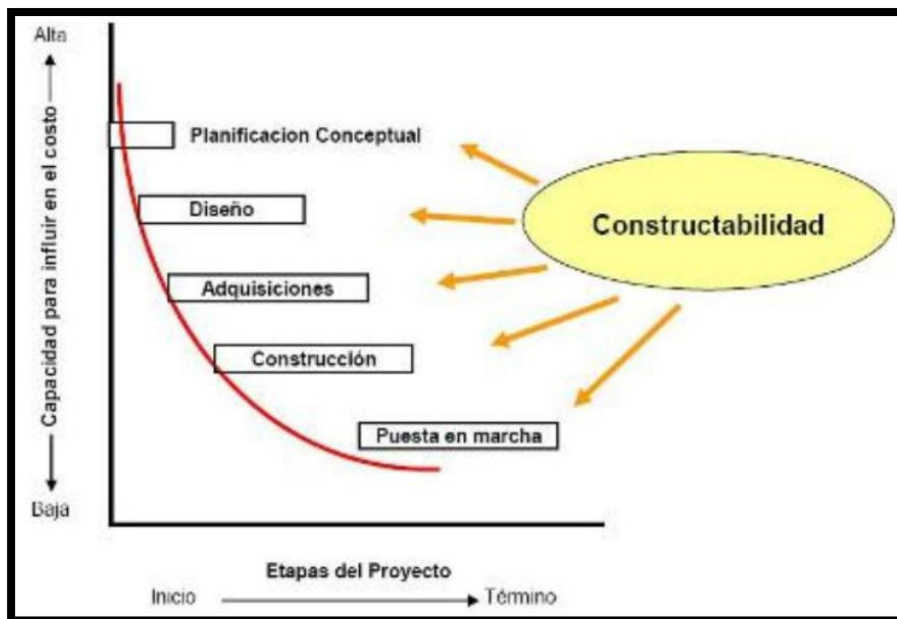 Alta
Capacidad para influir en el costo
Baja
Planificacion Conceptual
Diseño
Adquisiciones
Construcción
Puesta en marcha
Constructabilidad
Etapas del Proyecto
Inicio
Término